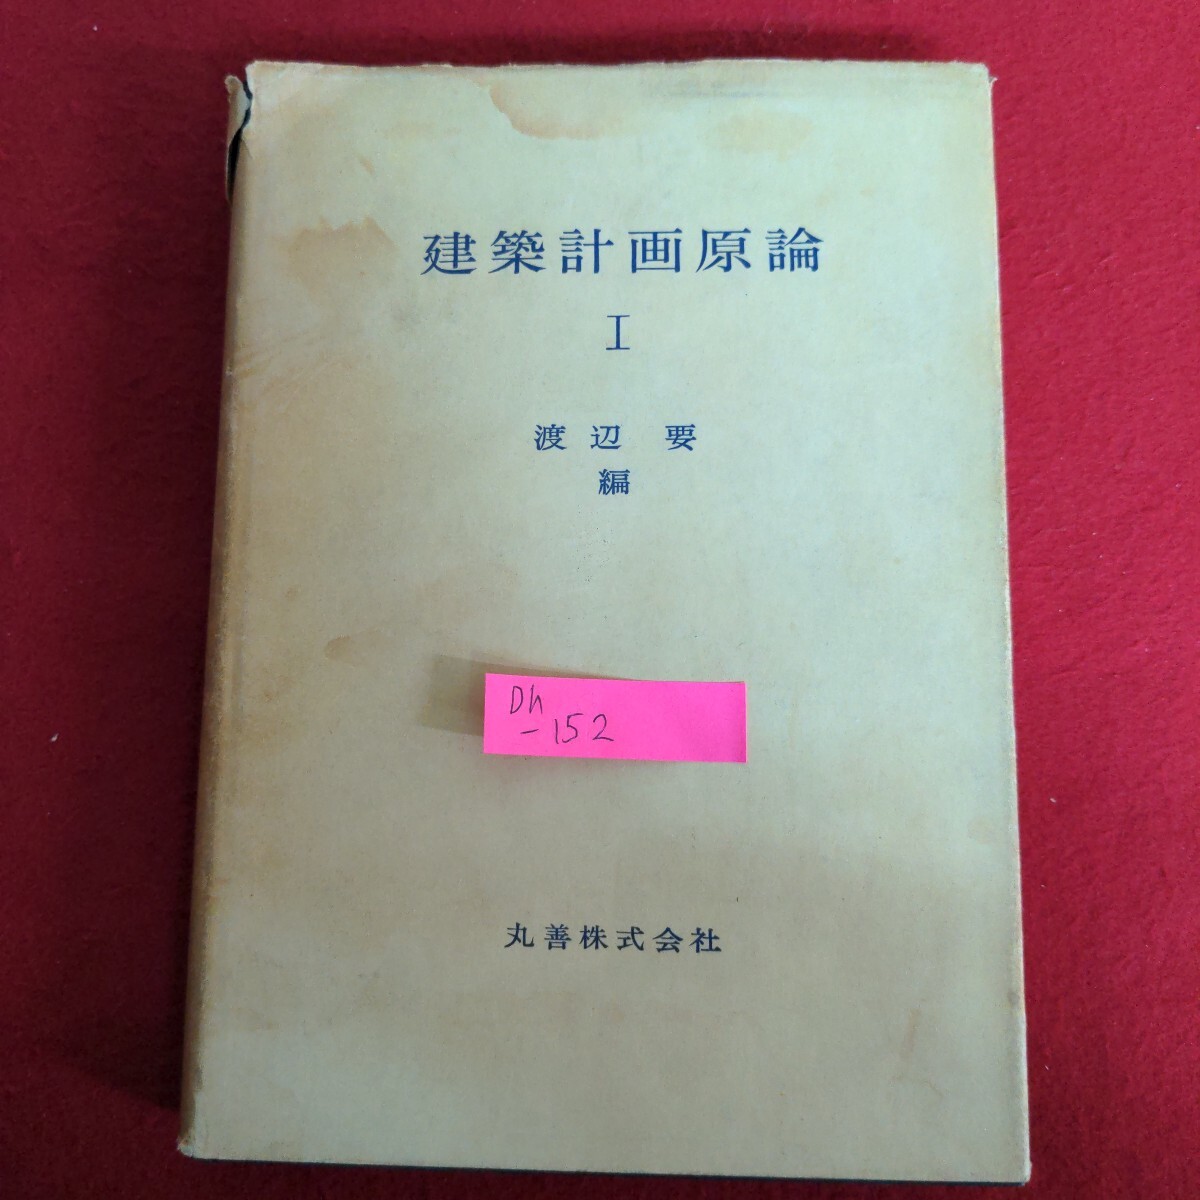 建築計画原論
I
渡辺 要
編
Dh
-152
丸善株式会社